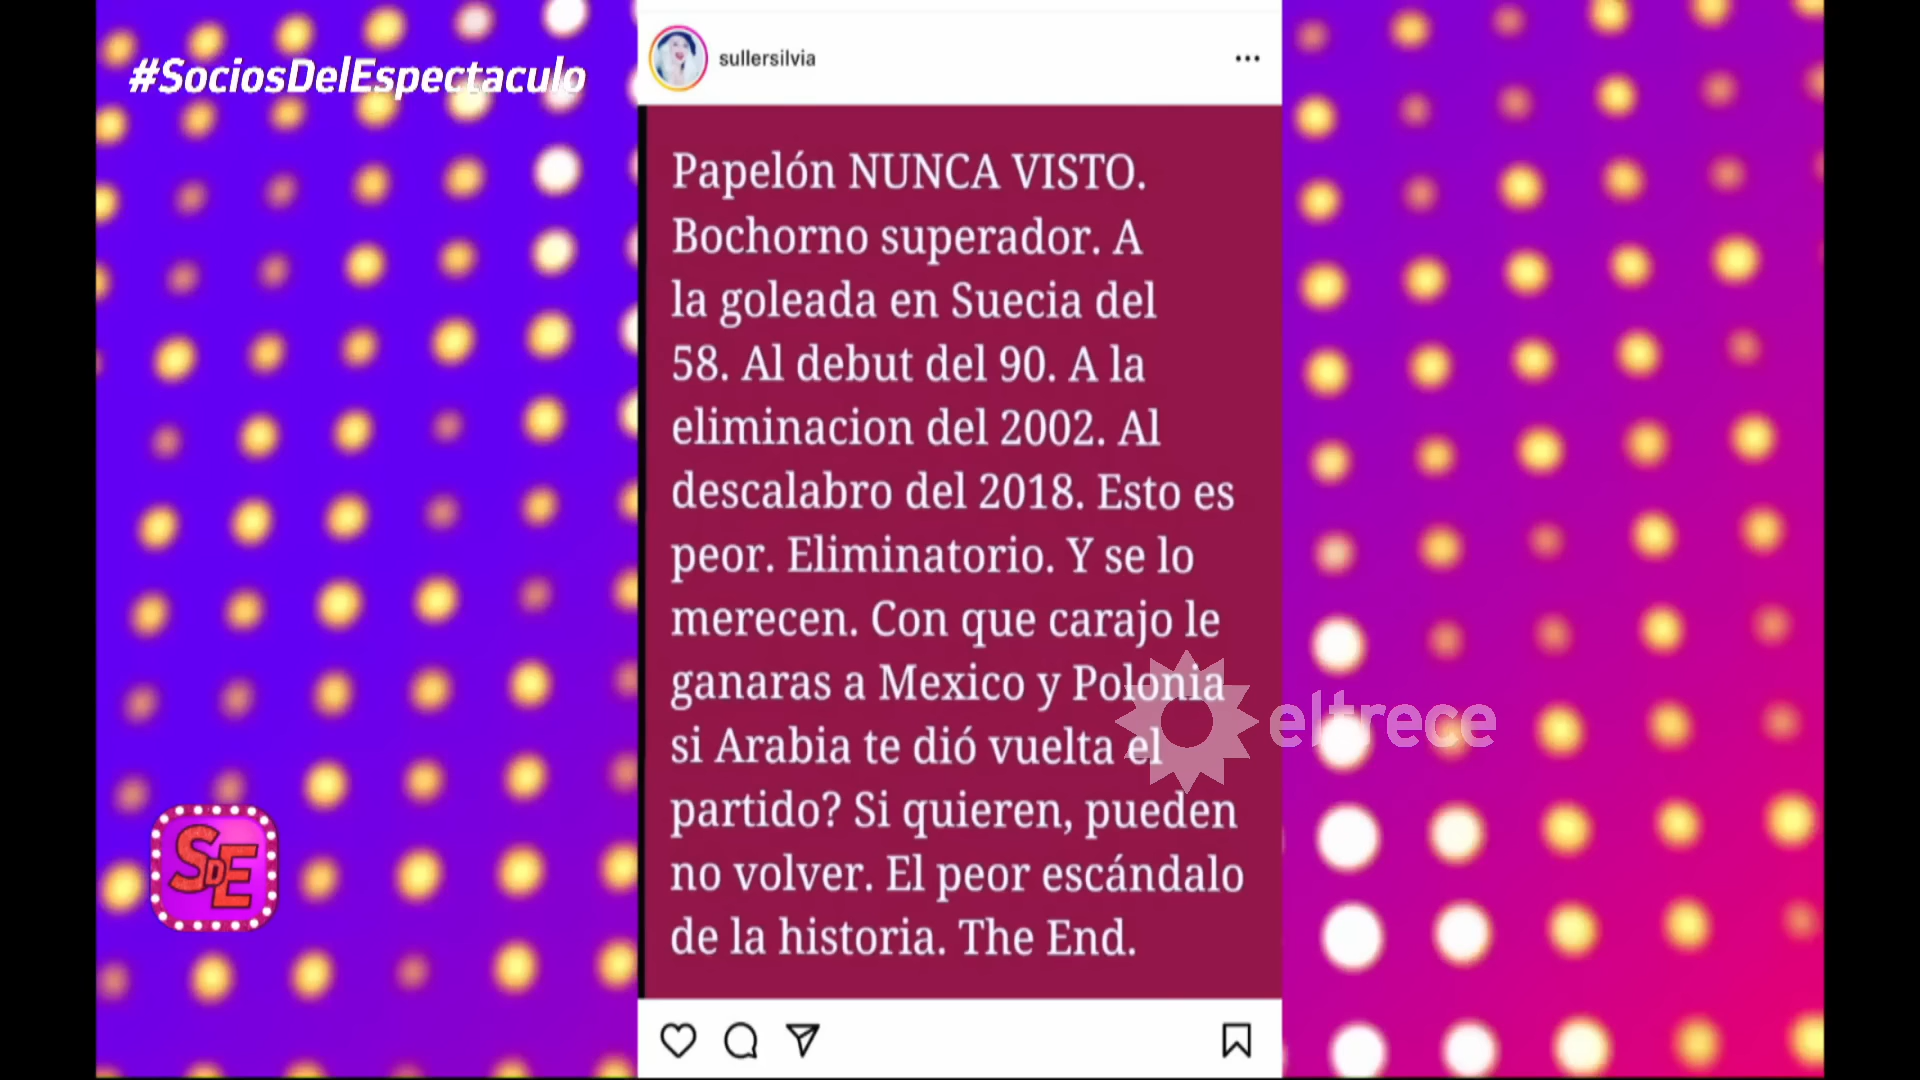 #SociosDelEspectaculo
sullersilvia
Papelón NUNCA VISTO.
Bochorno superador. A
la goleada en Suecia del
58. Al debut del 90. A la
eliminacion del 2002. Al
descalabro del 2018. Esto es
peor. Eliminatorio. Y se lo
merecen. Con que carajo le
ganaras a Mexico y Polonia
si Arabia te dió vuelta el
partido? Si quieren, pueden
no volver. El peor escándalo
de la historia. The End.
eltrece
SDE